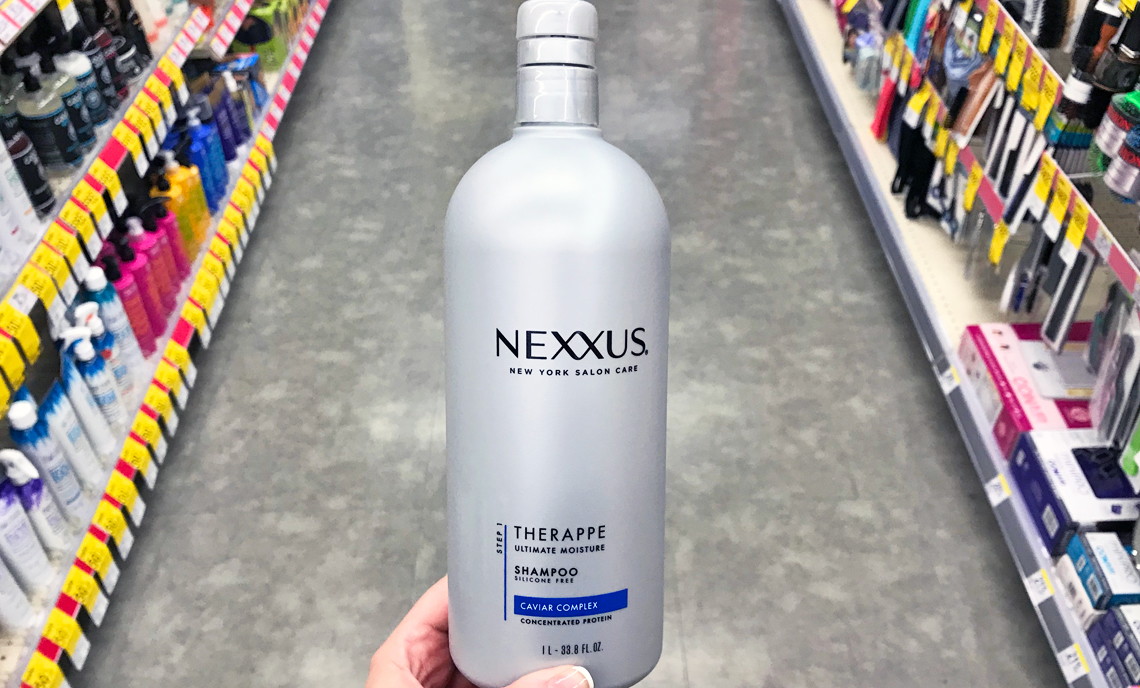 NEXXUS.
NEW YORK SALON CARE
STEP 1
THERAPPE
ULTIMATE MOISTURE
SHAMPOO
SILICONE FREE
CAVIAR COMPLEX
CONCENTRATED PROTEIN
1 L - 33.8 FL. OZ.